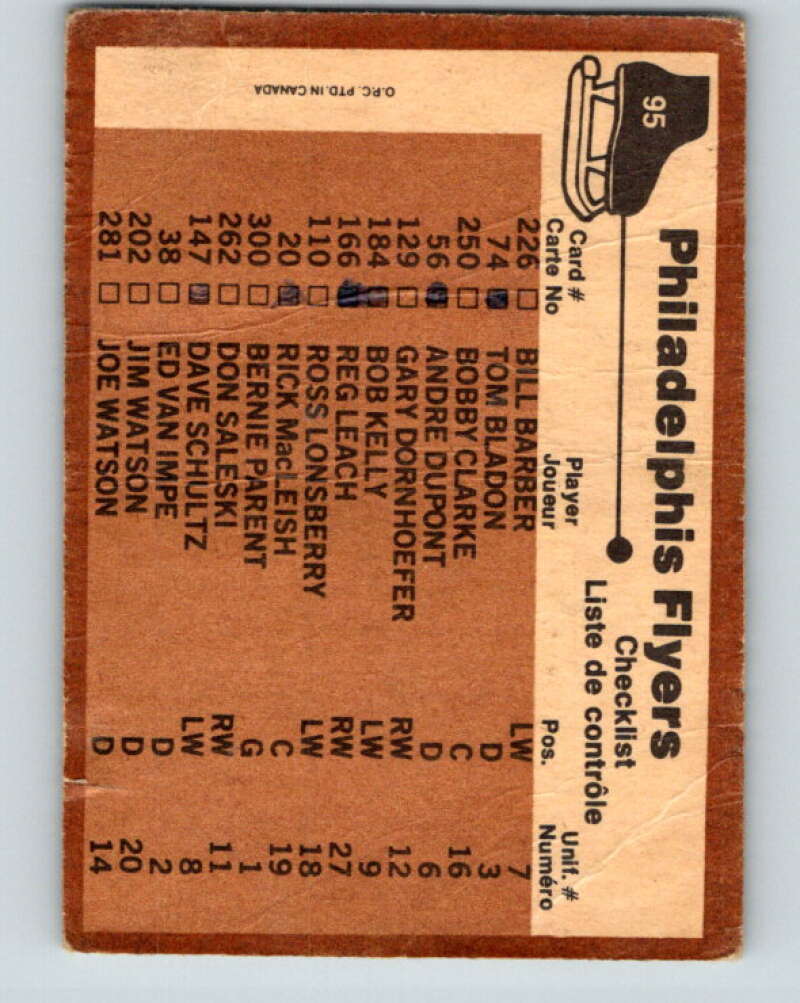 95
Philadelphis Flyers
Checklist
Liste de contrôle
Card # Player Pos. Unif. #
Carte No Joueur Numéro
226 BILL BARBER LW 7
74 TOM BLADON D 3
250 BOBBY CLARKE C 16
56 ANDRE DUPONT D 6
129 GARY DORNHOEFER RW 12
184 BOB KELLY LW 9
166 REG LEACH RW 27
110 ROSS LONSBERRY LW 18
20 RICK MacLEISH C 19
300 BERNIE PARENT G 1
262 DON SALESKI RW 11
147 DAVE SCHULTZ LW 8
38 ED VAN IMPE D 2
202 JIM WATSON D 20
281 JOE WATSON D 14
O.P.C. PTD. IN CANADA